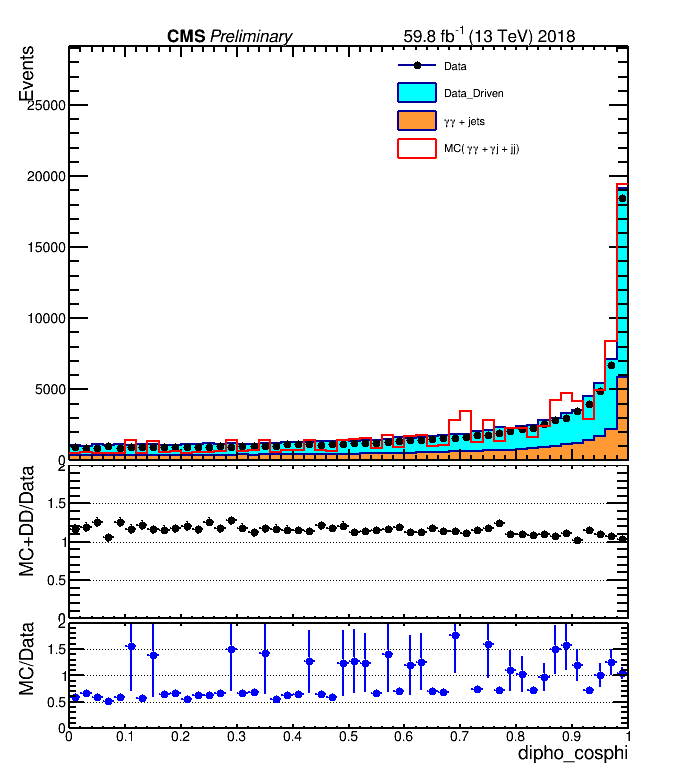 CMS Preliminary 59.8 fb⁻¹ (13 TeV) 2018
Events
Data
Data_Driven
γγ + jets
MC( γγ + γj + jj)
25000
20000
15000
10000
5000
0
MC+DD/Data
2
1.5
1
0.5
0
MC/Data
2
1.5
1
0.5
0
0 0.1 0.2 0.3 0.4 0.5 0.6 0.7 0.8 0.9 1
dipho_cosphi